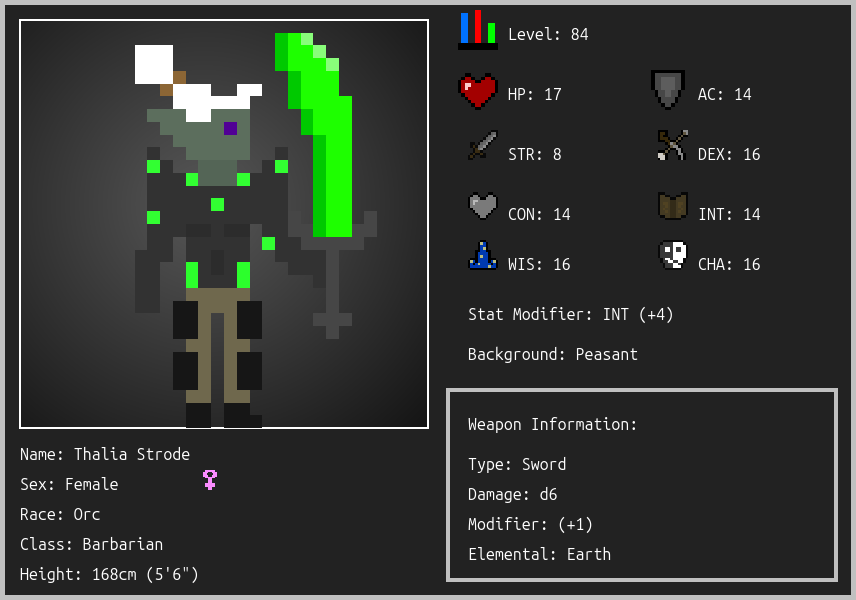 Level: 84
HP: 17
AC: 14
STR: 8
DEX: 16
CON: 14
INT: 14
WIS: 16
CHA: 16
Stat Modifier: INT (+4)
Background: Peasant
Weapon Information:
Type: Sword
Damage: d6
Modifier: (+1)
Elemental: Earth
Name: Thalia Strode
Sex: Female
Race: Orc
Class: Barbarian
Height: 168cm (5'6")